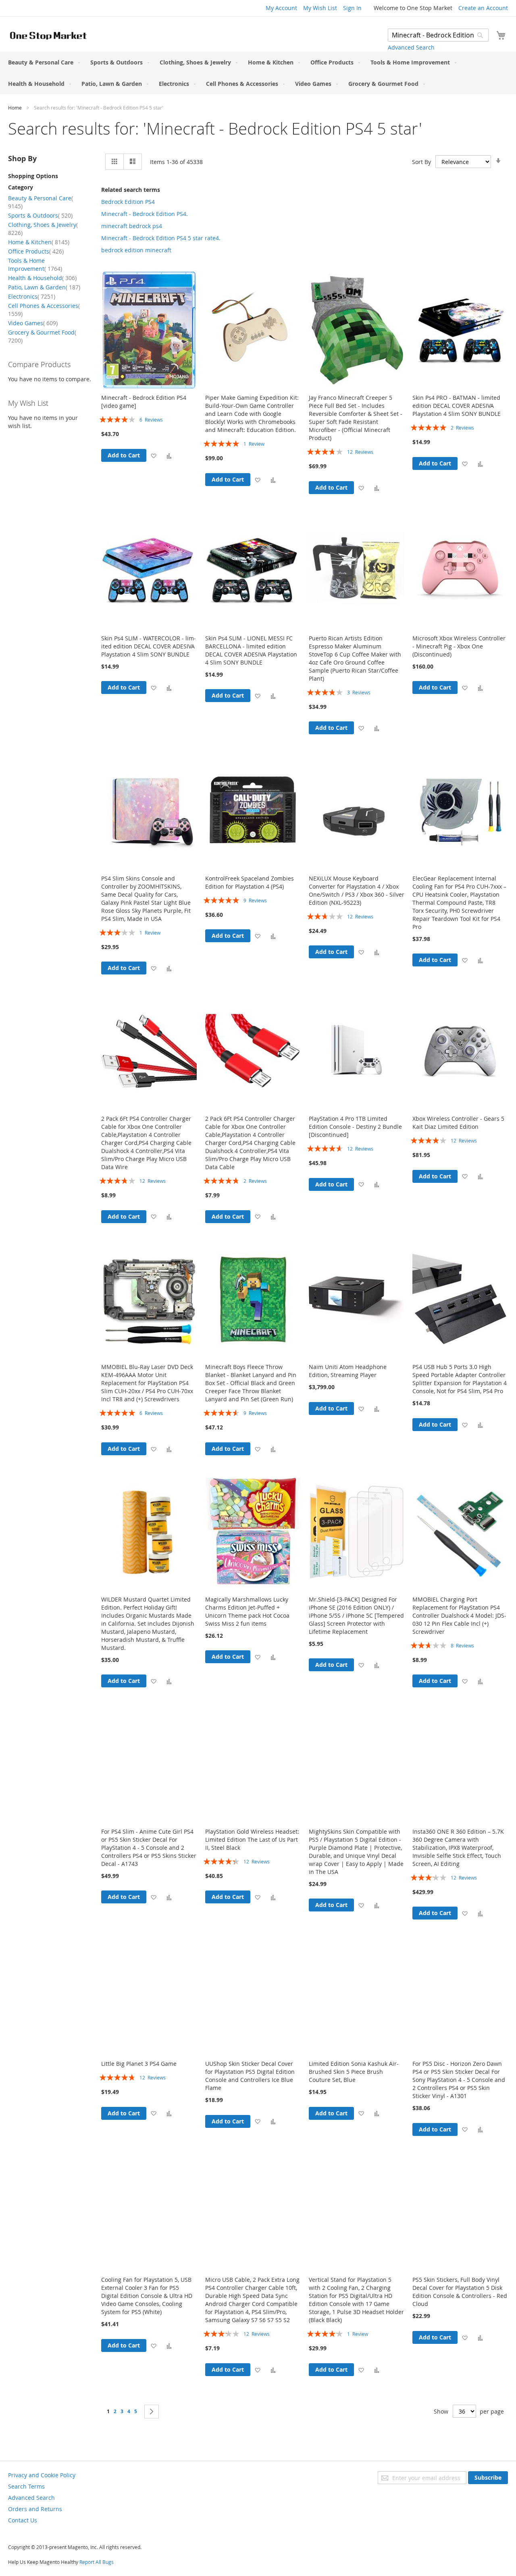 My Account My Wish List Sign In Welcome to One Stop Market Create an Account
One Stop Market
Minecraft - Bedrock Edition
Advanced Search
Beauty & Personal Care Sports & Outdoors Clothing, Shoes & Jewelry Home & Kitchen Office Products Tools & Home Improvement
Health & Household Patio, Lawn & Garden Electronics Cell Phones & Accessories Video Games Grocery & Gourmet Food
Home > Search results for: 'Minecraft - Bedrock Edition PS4 5 star'
Search results for: 'Minecraft - Bedrock Edition PS4 5 star'
Shop By
Shopping Options
Category
Beauty & Personal Care(
9145)
Sports & Outdoors( 520)
Clothing, Shoes & Jewelry(
8226)
Home & Kitchen( 8145)
Office Products( 426)
Tools & Home
Improvement( 1764)
Health & Household( 306)
Patio, Lawn & Garden( 187)
Electronics( 7251)
Cell Phones & Accessories(
1559)
Video Games( 609)
Grocery & Gourmet Food(
7200)
Compare Products
You have no items to compare.
My Wish List
You have no items in your
wish list.
Items 1-36 of 45338
Sort By Relevance
Related search terms
Bedrock Edition PS4
Minecraft - Bedrock Edition PS4.
minecraft bedrock ps4
Minecraft - Bedrock Edition PS4 5 star rate4.
bedrock edition minecraft
PS4
MINECRAFT
7
Minecraft - Bedrock Edition PS4
[video game]
6 Reviews
$43.70
Add to Cart
Piper Make Gaming Expedition Kit:
Build-Your-Own Game Controller
and Learn Code with Google
Blockly! Works with Chromebooks
and Minecraft: Education Edition.
1 Review
$99.00
Add to Cart
Jay Franco Minecraft Creeper 5
Piece Full Bed Set - Includes
Reversible Comforter & Sheet Set -
Super Soft Fade Resistant
Microfiber - (Official Minecraft
Product)
12 Reviews
$69.99
Add to Cart
Skin Ps4 PRO - BATMAN - limited
edition DECAL COVER ADESIVA
Playstation 4 Slim SONY BUNDLE
2 Reviews
$14.99
Add to Cart
Skin Ps4 SLIM - WATERCOLOR - lim-
ited edition DECAL COVER ADESIVA
Playstation 4 Slim SONY BUNDLE
$14.99
Add to Cart
Skin Ps4 SLIM - LIONEL MESSI FC
BARCELLONA - limited edition
DECAL COVER ADESIVA Playstation
4 Slim SONY BUNDLE
$14.99
Add to Cart
ORO
Puerto Rican Artists Edition
Espresso Maker Aluminum
StoveTop 6 Cup Coffee Maker with
4oz Cafe Oro Ground Coffee
Sample (Puerto Rican Star/Coffee
Plant)
3 Reviews
$34.99
Add to Cart
Microsoft Xbox Wireless Controller
- Minecraft Pig - Xbox One
(Discontinued)
$160.00
Add to Cart
PS4 Slim Skins Console and
Controller by ZOOMHITSKINS,
Same Decal Quality for Cars,
Galaxy Pink Pastel Star Light Blue
Rose Gloss Sky Planets Purple, Fit
PS4 Slim, Made in USA
1 Review
$29.95
Add to Cart
KONTROLFREEK
CALL OF DUTY
ZOMBIES
KontrolFreek Spaceland Zombies
Edition for Playstation 4 (PS4)
9 Reviews
$36.60
Add to Cart
NEXiLUX Mouse Keyboard
Converter for Playstation 4 / Xbox
One/Switch / PS3 / Xbox 360 - Silver
Edition (NXL-95223)
12 Reviews
$24.49
Add to Cart
ElecGear Replacement Internal
Cooling Fan for PS4 Pro CUH-7xxx –
CPU Heatsink Cooler, Playstation
Thermal Compound Paste, TR8
Torx Security, PH0 Screwdriver
Repair Teardown Tool Kit for PS4
Pro
$37.98
Add to Cart
2 Pack 6Ft PS4 Controller Charger
Cable for Xbox One Controller
Cable,Playstation 4 Controller
Charger Cord,PS4 Charging Cable
Dualshock 4 Controller,PS4 Vita
Slim/Pro Charge Play Micro USB
Data Wire
12 Reviews
$8.99
Add to Cart
2 Pack 6Ft PS4 Controller Charger
Cable for Xbox One Controller
Cable,Playstation 4 Controller
Charger Cord,PS4 Charging Cable
Dualshock 4 Controller,PS4 Vita
Slim/Pro Charge Play Micro USB
Data Cable
2 Reviews
$7.99
Add to Cart
PlayStation 4 Pro 1TB Limited
Edition Console - Destiny 2 Bundle
[Discontinued]
12 Reviews
$45.98
Add to Cart
Xbox Wireless Controller - Gears 5
Kait Diaz Limited Edition
12 Reviews
$81.95
Add to Cart
MMOBIEL Blu-Ray Laser DVD Deck
KEM-496AAA Motor Unit
Replacement for PlayStation PS4
Slim CUH-20xx / PS4 Pro CUH-70xx
Incl TR8 and (+) Screwdrivers
6 Reviews
$30.99
Add to Cart
MINECRAFT
Minecraft Boys Fleece Throw
Blanket - Blanket Lanyard and Pin
Box Set - Official Black and Green
Creeper Face Throw Blanket
Lanyard and Pin Set (Green Run)
9 Reviews
$47.12
Add to Cart
Naim Uniti Atom Headphone
Edition, Streaming Player
$3,799.00
Add to Cart
PS4 USB Hub 5 Ports 3.0 High
Speed Portable Adapter Controller
Splitter Expansion for Playstation 4
Console, Not for PS4 Slim, PS4 Pro
$14.78
Add to Cart
WILDER Mustard Quartet Limited
Edition. Perfect Holiday Gift!
Includes Organic Mustards Made
in California. Set includes Dijonish
Mustard, Jalapeno Mustard,
Horseradish Mustard, & Truffle
Mustard.
$35.00
Add to Cart
LUCKY CHARMS
SWISS MISS
UNICORN
Magically Marshmallows Lucky
Charms Edition Jet-Puffed +
Unicorn Theme pack Hot Cocoa
Swiss Miss 2 fun items
$26.12
Add to Cart
GLASS
3-PACK
Mr.Shield-[3-PACK] Designed For
iPhone SE (2016 Edition ONLY) /
iPhone 5/5S / iPhone 5C [Tempered
Glass] Screen Protector with
Lifetime Replacement
$5.95
Add to Cart
MMOBIEL Charging Port
Replacement for PlayStation PS4
Controller Dualshock 4 Model: JDS-
030 12 Pin Flex Cable Incl (+)
Screwdriver
8 Reviews
$8.99
Add to Cart
For PS4 Slim - Anime Cute Girl PS4
or PS5 Skin Sticker Decal For
PlayStation 4 - 5 Console and 2
Controllers PS4 or PS5 Skins Sticker
Decal - A1743
$49.99
Add to Cart
PlayStation Gold Wireless Headset:
Limited Edition The Last of Us Part
II, Steel Black
12 Reviews
$40.85
Add to Cart
MightySkins Skin Compatible with
PS5 / Playstation 5 Digital Edition -
Purple Diamond Plate | Protective,
Durable, and Unique Vinyl Decal
wrap Cover | Easy to Apply | Made
in The USA
$24.99
Add to Cart
Insta360 ONE R 360 Edition – 5.7K
360 Degree Camera with
Stabilization, IPX8 Waterproof,
Invisible Selfie Stick Effect, Touch
Screen, AI Editing
12 Reviews
$429.99
Add to Cart
Little Big Planet 3 PS4 Game
12 Reviews
$19.49
Add to Cart
UUShop Skin Sticker Decal Cover
for Playstation PS5 Digital Edition
Console and Controllers Ice Blue
Flame
$18.99
Add to Cart
Limited Edition Sonia Kashuk Air-
Brushed Skin 5 Piece Brush
Couture Set, Blue
$14.95
Add to Cart
For PS5 Disc - Horizon Zero Dawn
PS4 or PS5 Skin Sticker Decal For
Sony PlayStation 4 - 5 Console and
2 Controllers PS4 or PS5 Skin
Sticker Vinyl - A1301
$38.06
Add to Cart
Cooling Fan for Playstation 5, USB
External Cooler 3 Fan for PS5
Digital Edition Console & Ultra HD
Video Game Consoles, Cooling
System for PS5 (White)
$41.41
Add to Cart
Micro USB Cable, 2 Pack Extra Long
PS4 Controller Charger Cable 10ft,
Durable High Speed Data Sync
Android Charger Cord Compatible
for Playstation 4, PS4 Slim/Pro,
Samsung Galaxy S7 S6 S7 S5 S2
12 Reviews
$7.19
Add to Cart
Vertical Stand for Playstation 5
with 2 Cooling Fan, 2 Charging
Station for PS5 Digital/Ultra HD
Edition Console with 17 Game
Storage, 1 Pulse 3D Headset Holder
(Black Black)
1 Review
$29.99
Add to Cart
PS5 Skin Stickers, Full Body Vinyl
Decal Cover for Playstation 5 Disk
Edition Console & Controllers - Red
Cloud
$22.99
Add to Cart
1 2 3 4 5
Show 36 per page
Privacy and Cookie Policy
Search Terms
Advanced Search
Orders and Returns
Contact Us
Enter your email address
Subscribe
Copyright © 2013-present Magento, Inc. All rights reserved.
Help Us Keep Magento Healthy Report All Bugs